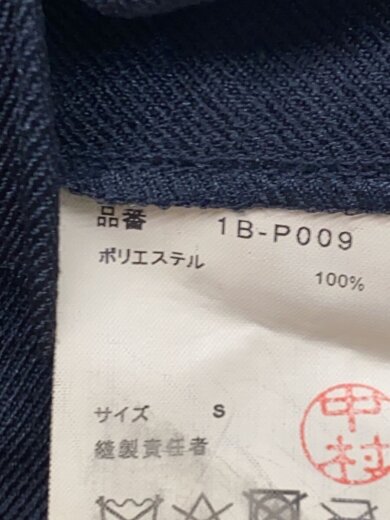 品番 1B-P009
ポリエステル
100%
サイズ S
縫製責任者
中村